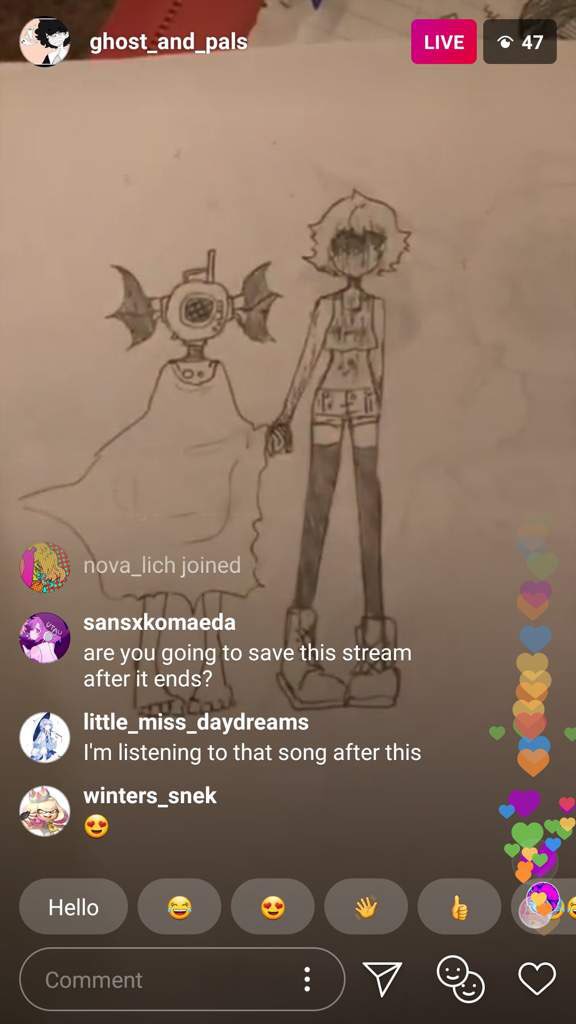 ghost_and_pals
LIVE
47
nova_lich joined
sansxkomaeda
are you going to save this stream
after it ends?
little_miss_daydreams
I'm listening to that song after this
winters_snek
😍
Hello
Comment